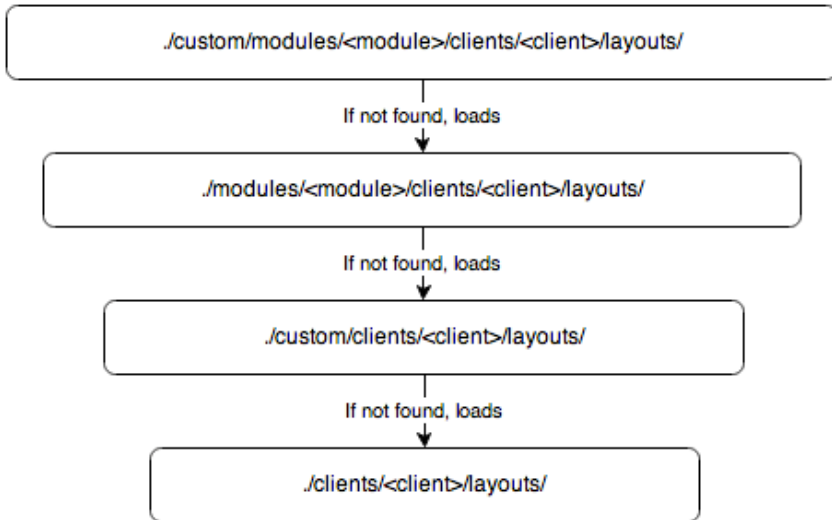 ./custom/modules/<module>/clients/<client>/layouts/
If not found, loads
./modules/<module>/clients/<client>/layouts/
If not found, loads
./custom/clients/<client>/layouts/
If not found, loads
./clients/<client>/layouts/